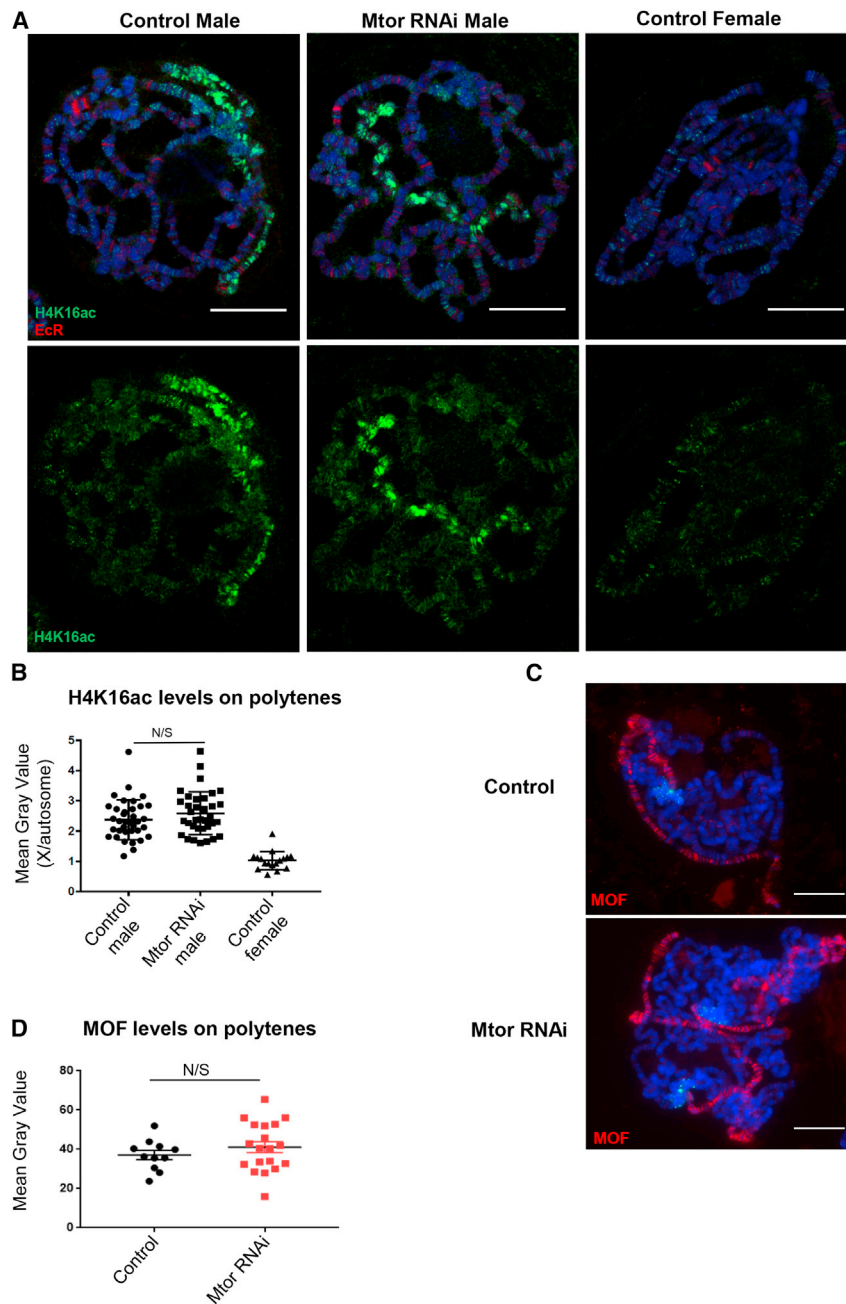 A
Control Male
Mtor RNAi Male
Control Female
H4K16ac
EcR
H4K16ac
B
H4K16ac levels on polytenes
N/S
Mean Gray Value
(X/autosome)
5
4
3
2
1
0
Control
male
Mtor RNAi
male
Control
female
C
Control
MOF
Mtor RNAi
MOF
D
MOF levels on polytenes
N/S
Mean Gray Value
80
60
40
20
0
Control
Mtor RNAi